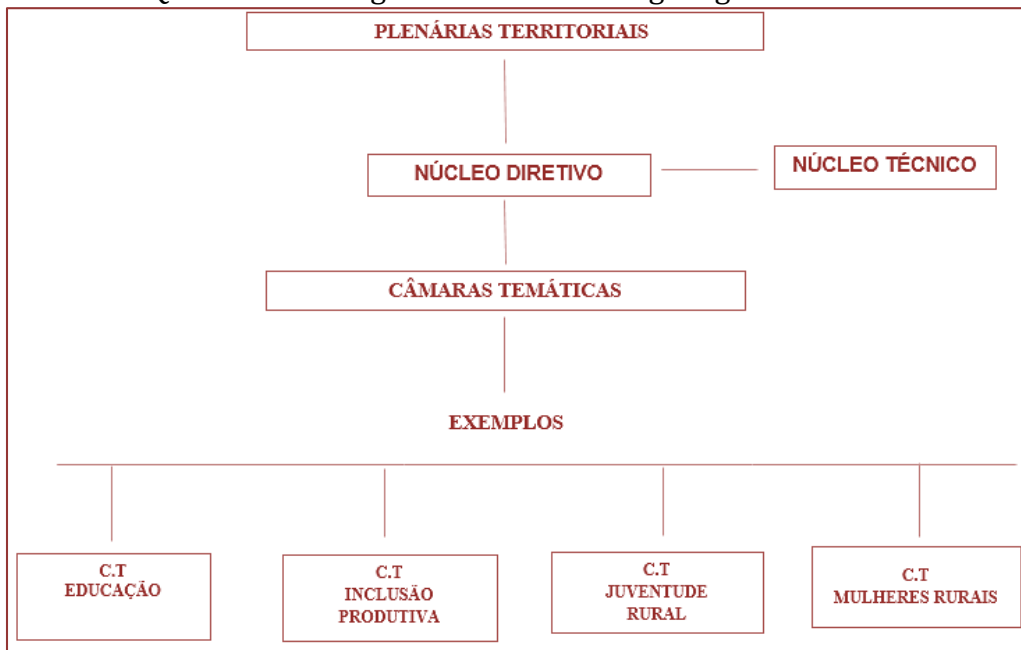 PLENÁRIAS TERRITORIAIS
NÚCLEO DIRETIVO
NÚCLEO TÉCNICO
CÂMARAS TEMÁTICAS
EXEMPLOS
C.T
EDUCAÇÃO
C.T
INCLUSÃO
PRODUTIVA
C.T
JUVENTUDE
RURAL
C.T
MULHERES RURAIS